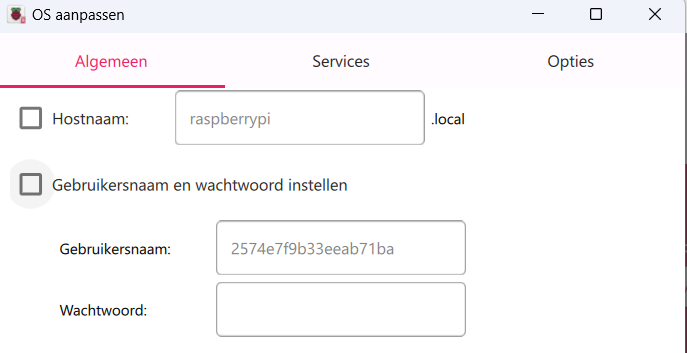 OS aanpassen
Algemeen Services Opties
Hostnaam: raspberrypi .local
Gebruikersnaam en wachtwoord instellen
Gebruikersnaam: 2574e7f9b33eeab71ba
Wachtwoord: